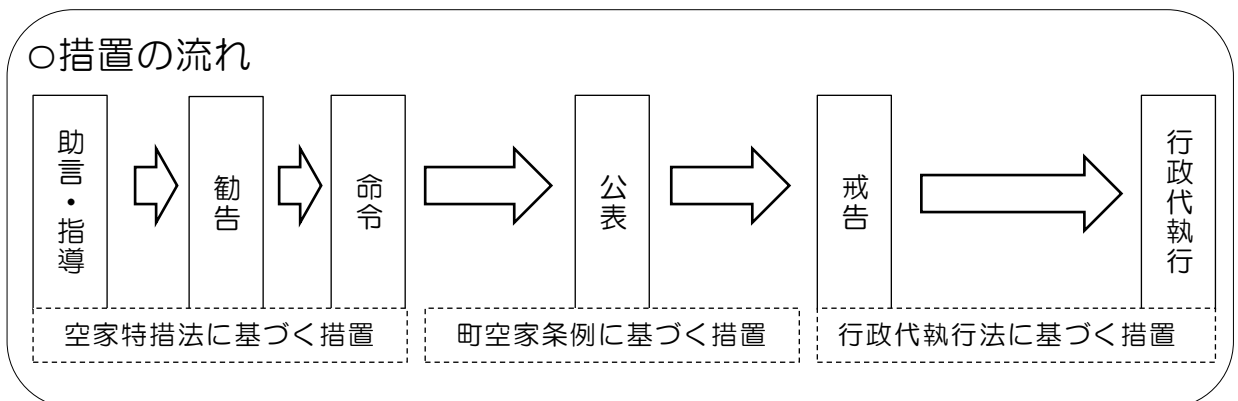 ○措置の流れ
助言・指導
勧告
命令
公表
戒告
行政代執行
空家特措法に基づく措置
町空家条例に基づく措置
行政代執行法に基づく措置